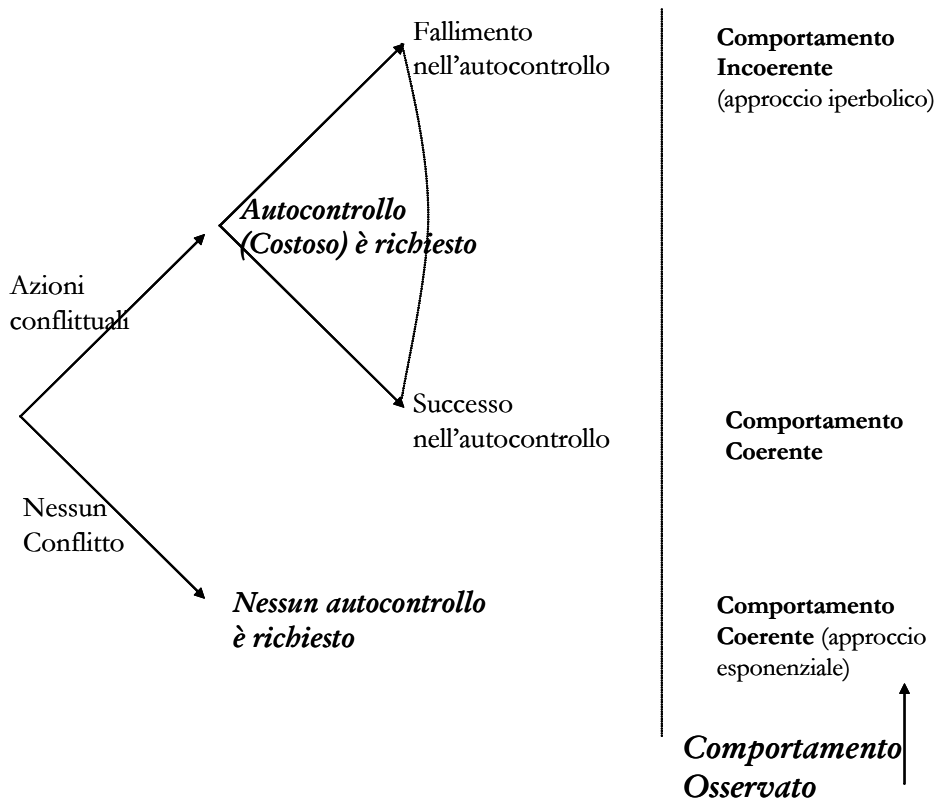 Fallimento
nell’autocontrollo
Comportamento
Incoerente
(approccio iperbolico)
Autocontrollo
(Costoso) è richiesto
Azioni
conflittuali
Successo
nell’autocontrollo
Comportamento
Coerente
Nessun
Conflitto
Nessun autocontrollo
è richiesto
Comportamento
Coerente (approccio
esponenziale)
Comportamento
Osservato